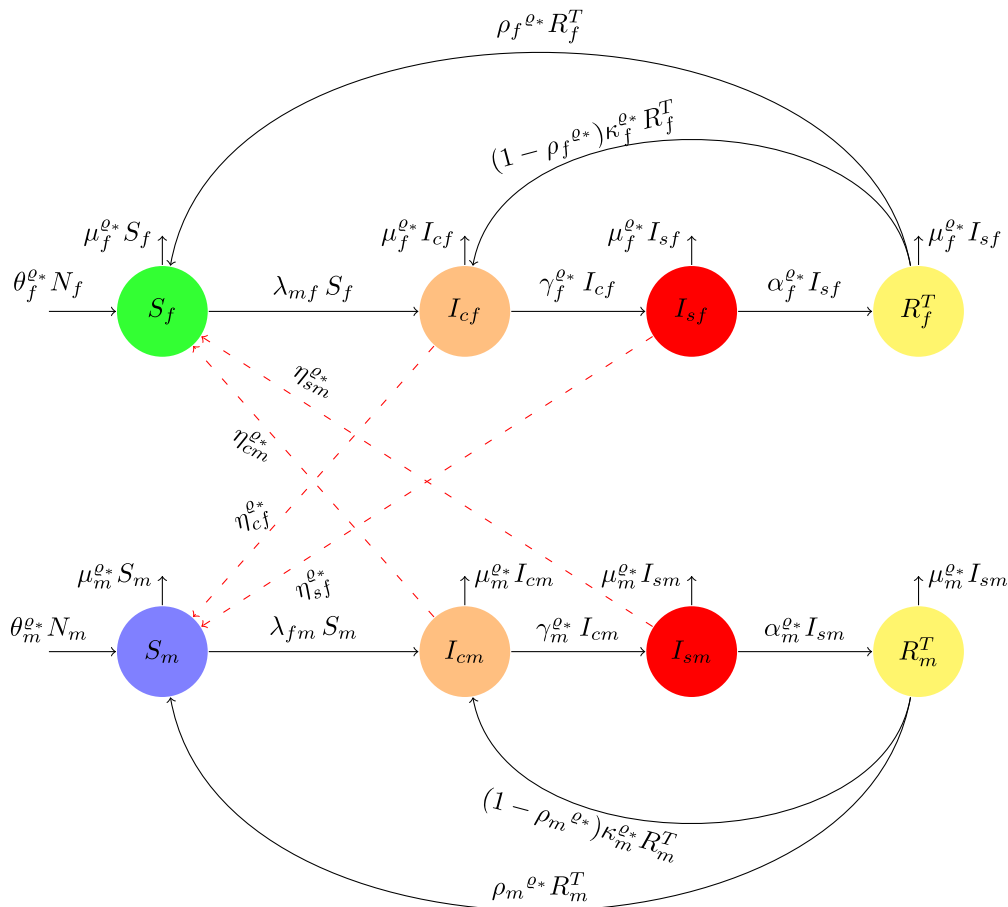 ρ_f^{ϱ*} R_f^T
(1 − ρ_f^{ϱ*})κ_f^{ϱ*} R_f^T
μ_f^{ϱ*} S_f
μ_f^{ϱ*} I_{cf}
μ_f^{ϱ*} I_{sf}
μ_f^{ϱ*} I_{sf}
θ_f^{ϱ*} N_f
S_f
λ_{mf} S_f
I_{cf}
γ_f^{ϱ*} I_{cf}
I_{sf}
α_f^{ϱ*} I_{sf}
R_f^T
η_{sm}^{ϱ*}
η_{cm}^{ϱ*}
η_{cf}^{ϱ*}
η_{sf}^{ϱ*}
μ_m^{ϱ*} S_m
μ_m^{ϱ*} I_{cm}
μ_m^{ϱ*} I_{sm}
μ_m^{ϱ*} I_{sm}
θ_m^{ϱ*} N_m
S_m
λ_{fm} S_m
I_{cm}
γ_m^{ϱ*} I_{cm}
I_{sm}
α_m^{ϱ*} I_{sm}
R_m^T
(1 − ρ_m^{ϱ*})κ_m^{ϱ*} R_m^T
ρ_m^{ϱ*} R_m^T